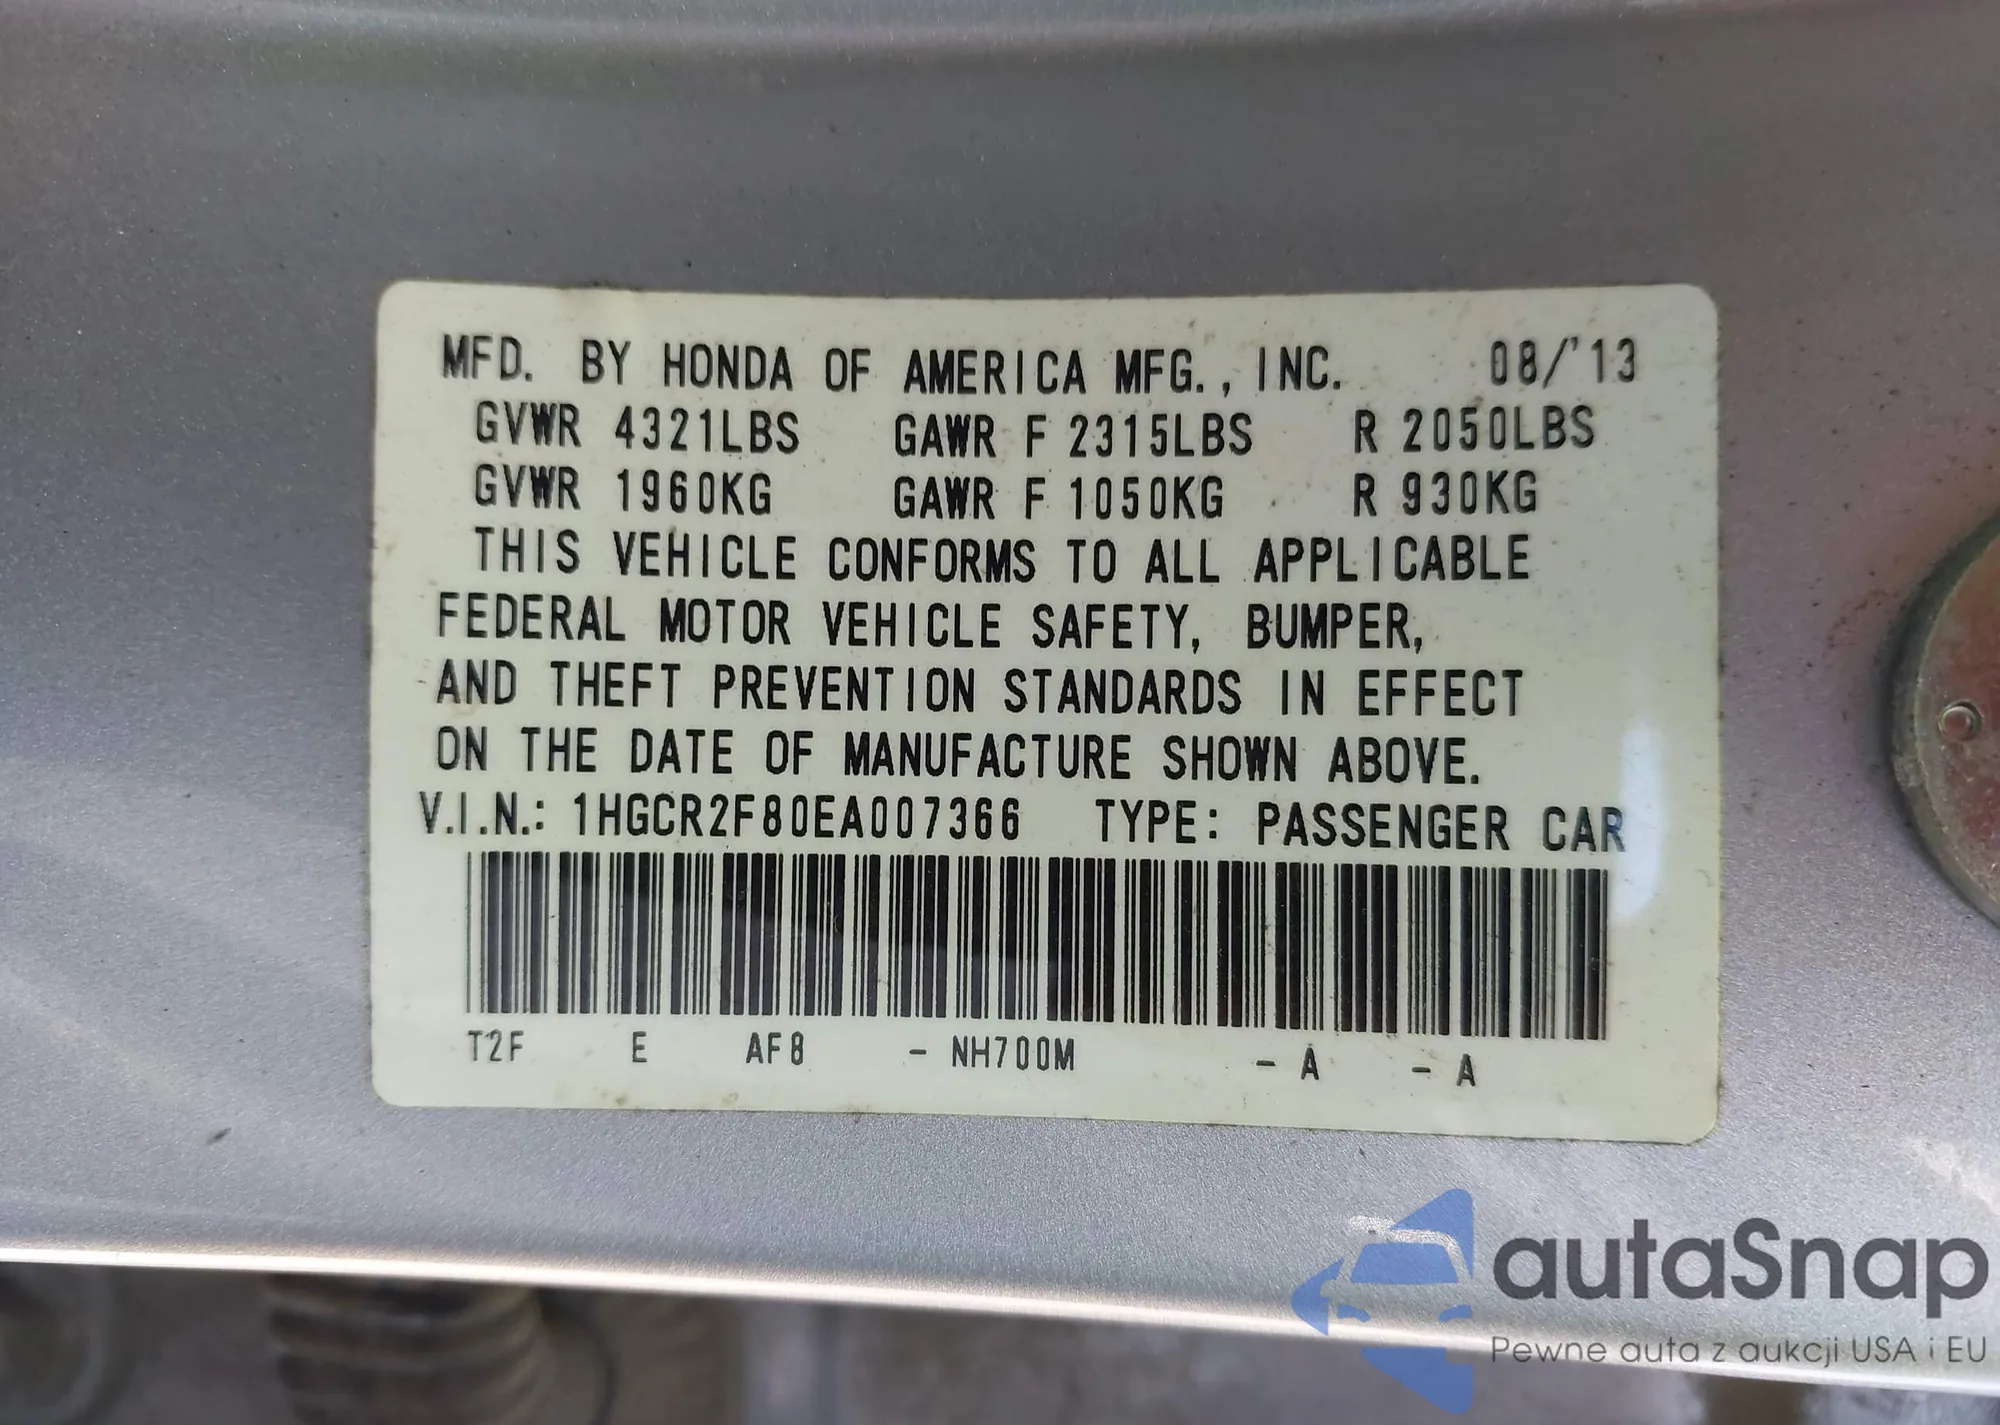 MFD. BY HONDA OF AMERICA MFG., INC. 08/'13
GVWR 4321LBS GAWR F 2315LBS R 2050LBS
GVWR 1960KG GAWR F 1050KG R 930KG
THIS VEHICLE CONFORMS TO ALL APPLICABLE
FEDERAL MOTOR VEHICLE SAFETY, BUMPER,
AND THEFT PREVENTION STANDARDS IN EFFECT
ON THE DATE OF MANUFACTURE SHOWN ABOVE.
V.I.N.: 1HGCR2F80EA007366 TYPE: PASSENGER CAR
T2F E AF8 - NH700M - A - A
autaSnap
Pewne auta z aukcji USA i EU